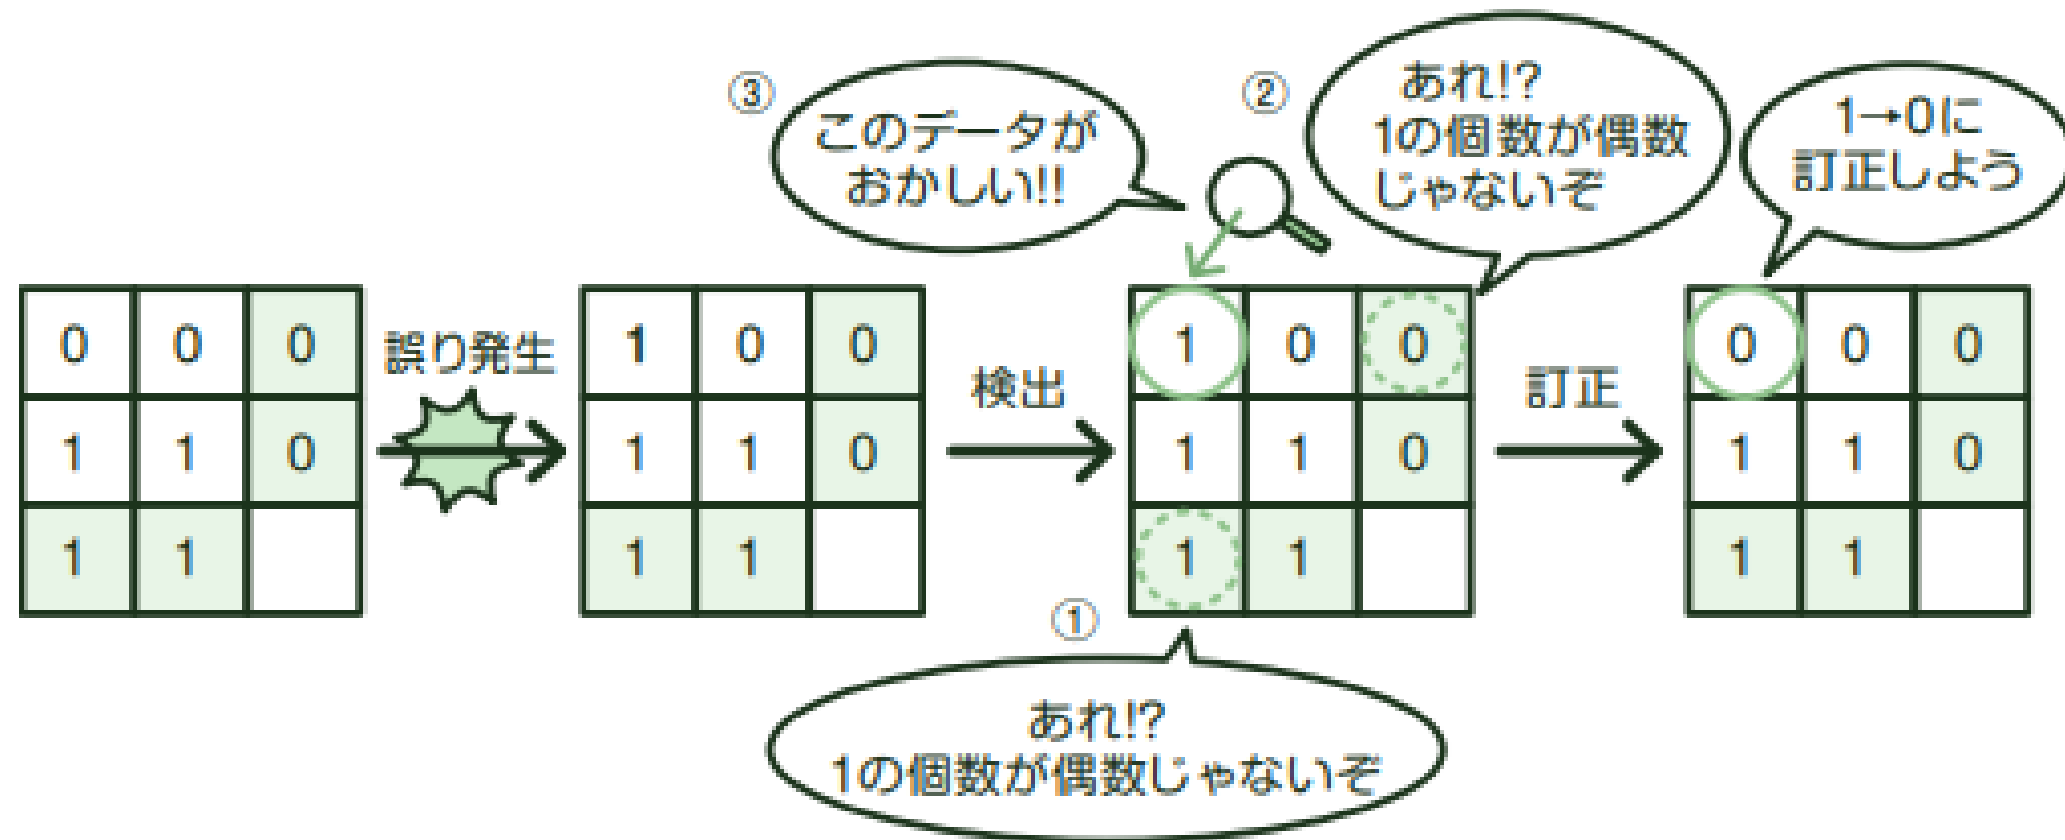 ③
このデータが
おかしい!!
②
あれ!?
1の個数が偶数
じゃないぞ
1→0に
訂正しよう
0 0 0
1 1 0
1 1
誤り発生
1 0 0
1 1 0
1 1
検出
1 0 0
1 1 0
1 1
訂正
0 0 0
1 1 0
1 1
①
あれ!?
1の個数が偶数じゃないぞ